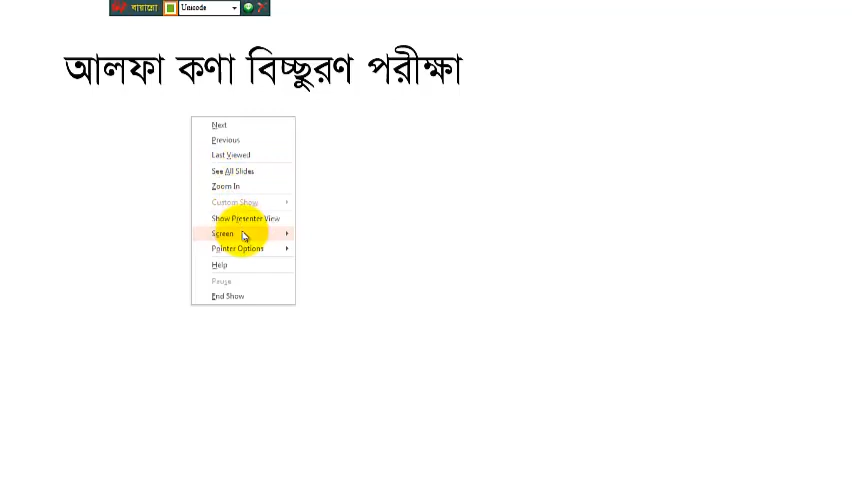 বায়ান্নো Unicode
আলফা কণা বিচ্ছুরণ পরীক্ষা
Next
Previous
Last Viewed
See All Slides
Zoom In
Custom Show
Show Presenter View
Screen
Pointer Options
Help
Pause
End Show